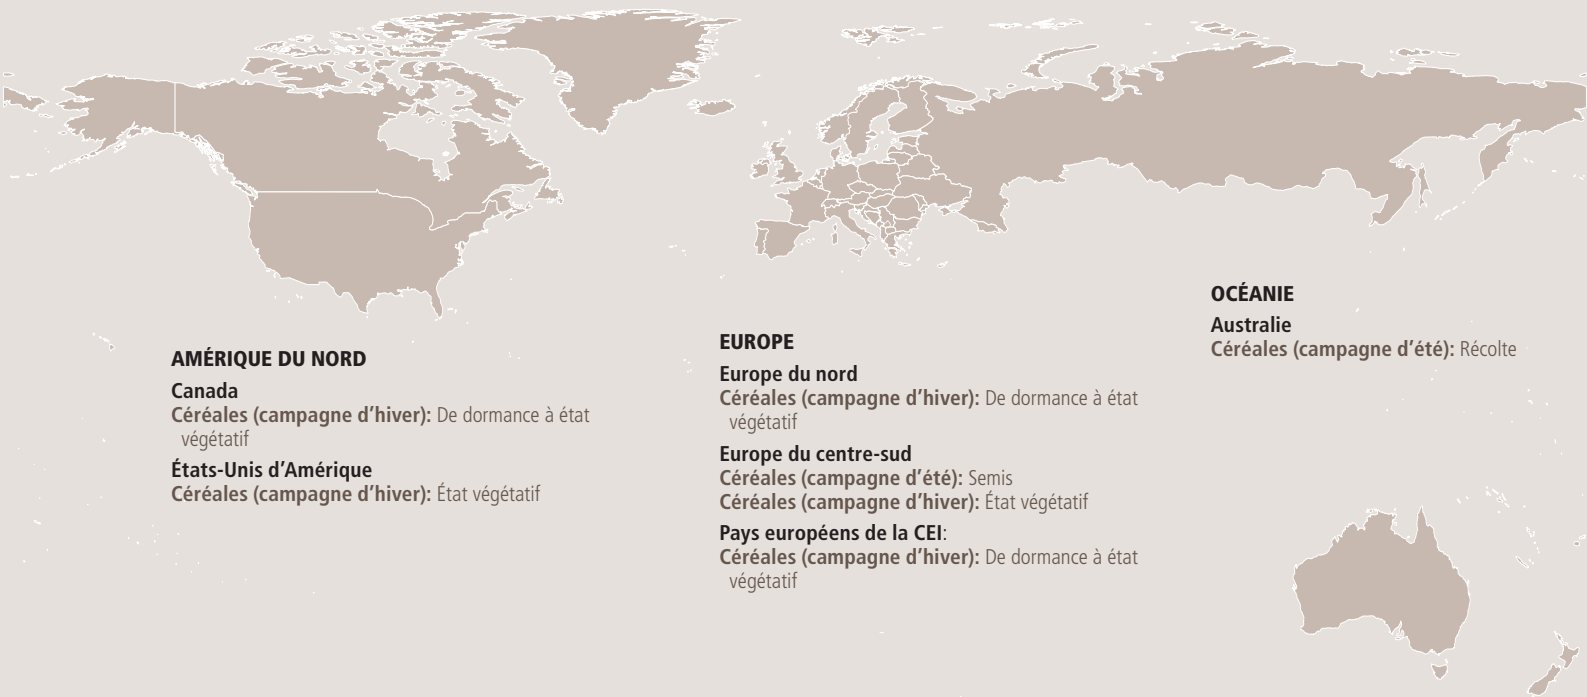 AMÉRIQUE DU NORD
Canada
Céréales (campagne d’hiver): De dormance à état
végétatif
États-Unis d’Amérique
Céréales (campagne d’hiver): État végétatif
EUROPE
Europe du nord
Céréales (campagne d’hiver): De dormance à état
végétatif
Europe du centre-sud
Céréales (campagne d’été): Semis
Céréales (campagne d’hiver): État végétatif
Pays européens de la CEI:
Céréales (campagne d’hiver): De dormance à état
végétatif
OCÉANIE
Australie
Céréales (campagne d’été): Récolte